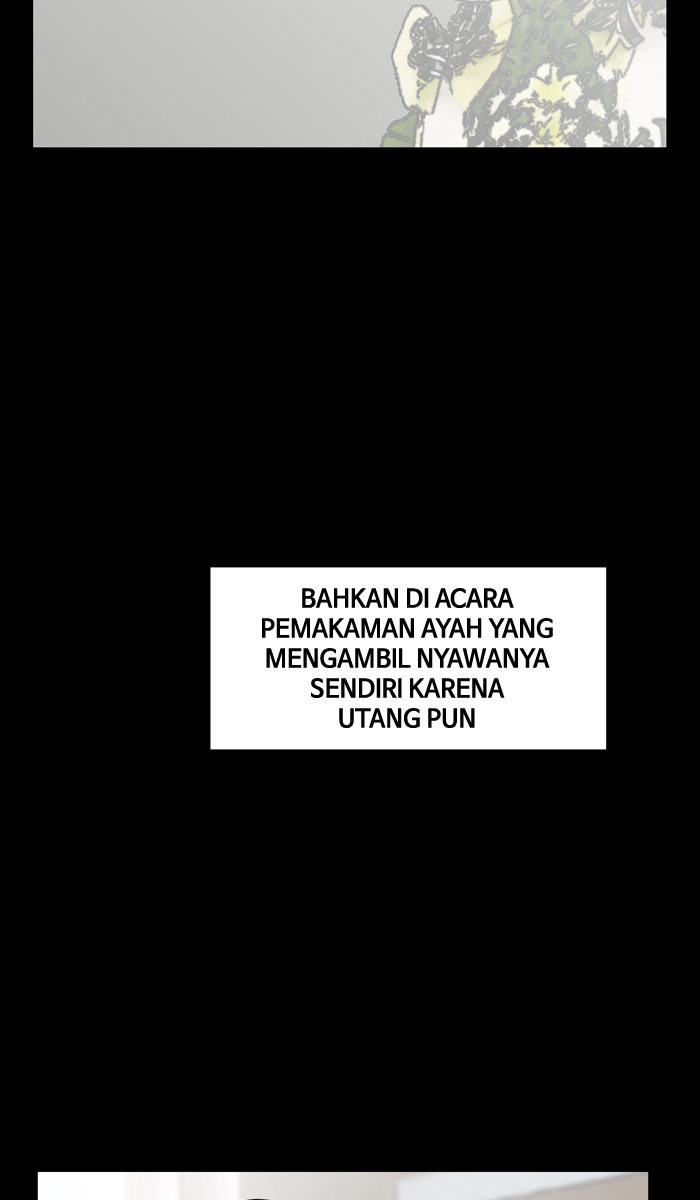 BAHKAN DI ACARA
PEMAKAMAN AYAH YANG
MENGAMBIL NYAWANYA
SENDIRI KARENA
UTANG PUN